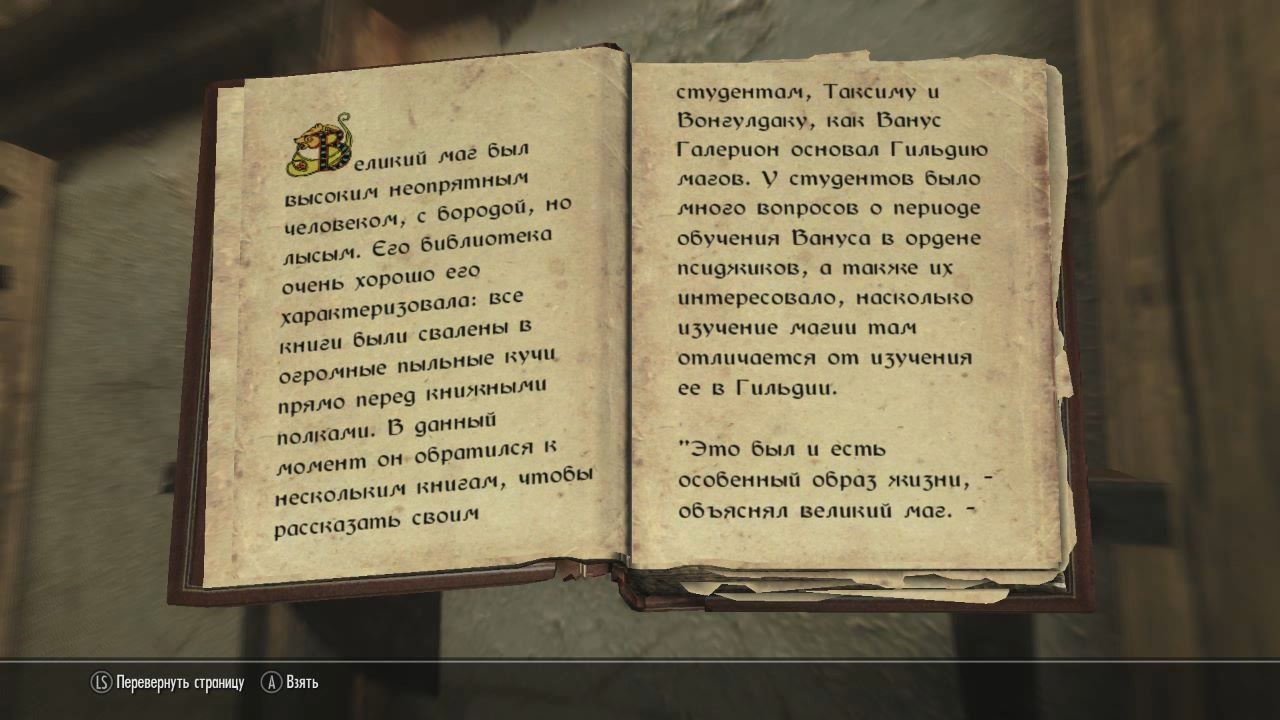 Великий маг был
высоким неопрятным
человеком, с бородой, но
лысым. Его библиотека
очень хорошо его
характеризовала: все
книги были свалены в
огромные пыльные кучи
прямо перед книжными
полками. В данный
момент он обратился к
нескольким книгам, чтобы
рассказать своим
студентам, Таксиму и
Вонгулдаку, как Ванус
Галерион основал Гильдию
магов. У студентов было
много вопросов о периоде
обучения Вануса в ордене
псиджиков, а также их
интересовало, насколько
изучение магии там
отличается от изучения
ее в Гильдии.
"Это был и есть
особенный образ жизни, -
объяснял великий маг. -
LS Перевернуть страницу A Взять